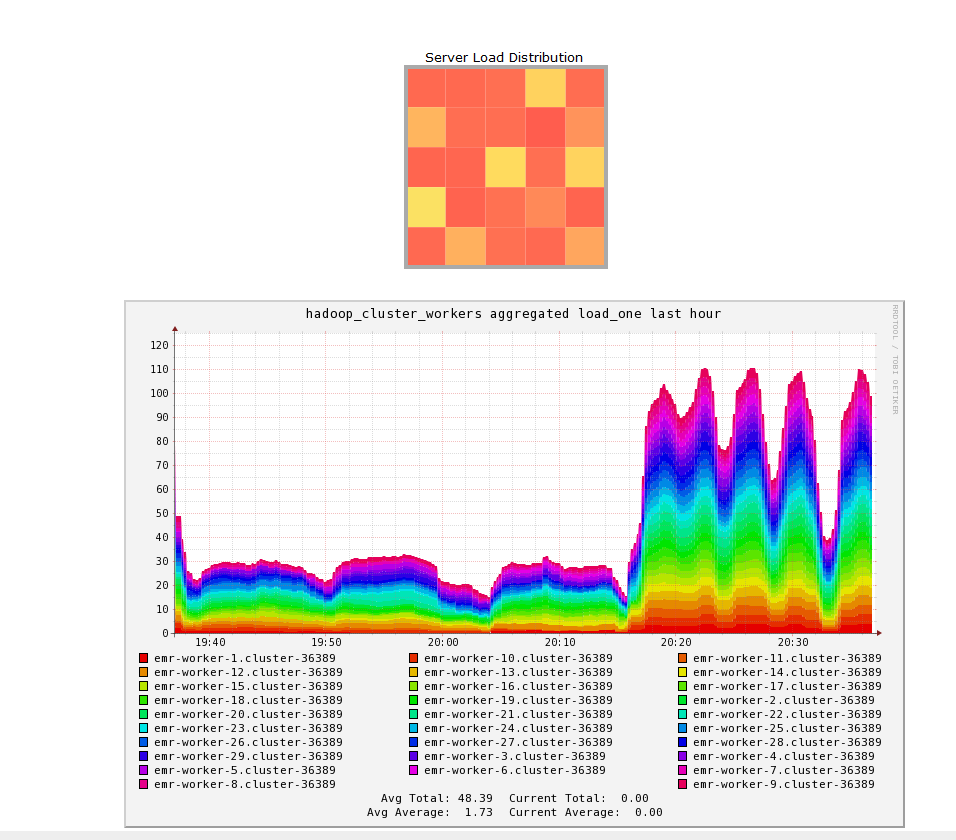 Server Load Distribution
hadoop_cluster_workers aggregated load_one last hour
RRDTOOL / TOBI OETIKER
120
110
100
90
80
70
60
50
40
30
20
10
0
19:40 19:50 20:00 20:10 20:20 20:30
emr-worker-1.cluster-36389 emr-worker-10.cluster-36389 emr-worker-11.cluster-36389
emr-worker-12.cluster-36389 emr-worker-13.cluster-36389 emr-worker-14.cluster-36389
emr-worker-15.cluster-36389 emr-worker-16.cluster-36389 emr-worker-17.cluster-36389
emr-worker-18.cluster-36389 emr-worker-19.cluster-36389 emr-worker-2.cluster-36389
emr-worker-20.cluster-36389 emr-worker-21.cluster-36389 emr-worker-22.cluster-36389
emr-worker-23.cluster-36389 emr-worker-24.cluster-36389 emr-worker-25.cluster-36389
emr-worker-26.cluster-36389 emr-worker-27.cluster-36389 emr-worker-28.cluster-36389
emr-worker-29.cluster-36389 emr-worker-3.cluster-36389 emr-worker-4.cluster-36389
emr-worker-5.cluster-36389 emr-worker-6.cluster-36389 emr-worker-7.cluster-36389
emr-worker-8.cluster-36389 emr-worker-9.cluster-36389
Avg Total: 48.39 Current Total: 0.00
Avg Average: 1.73 Current Average: 0.00